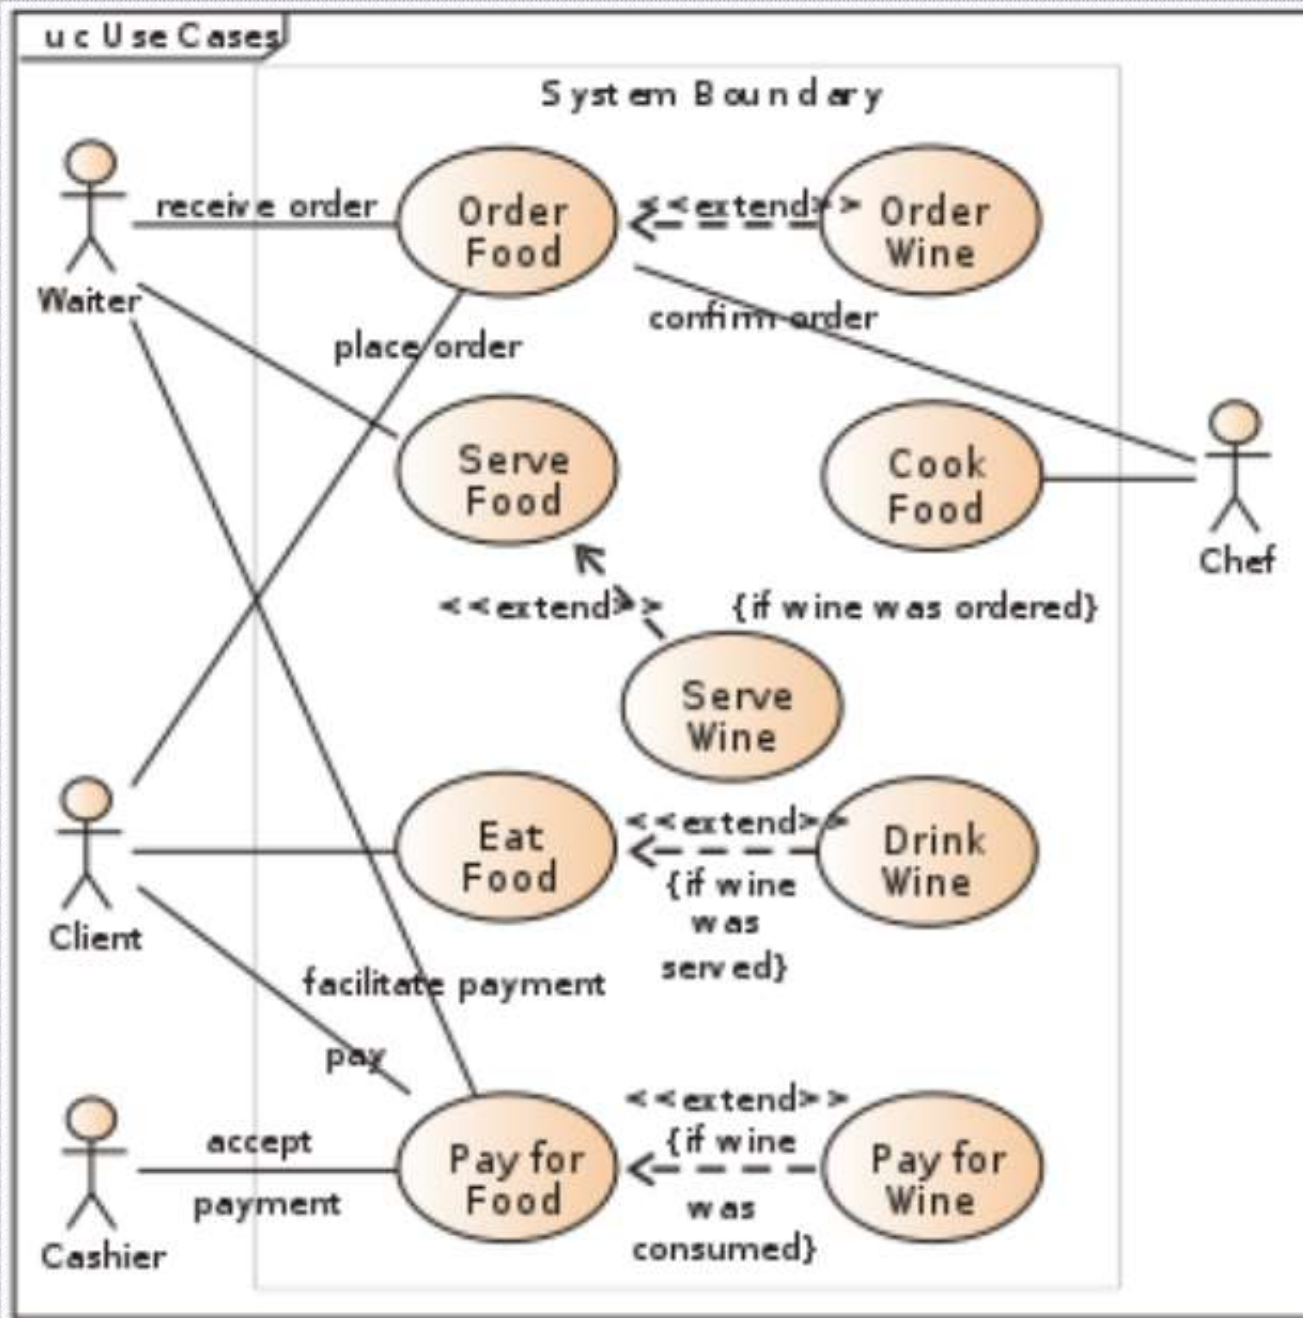 uc Use Cases
System Boundary
receive order
Order
Food
<<extend>>
Order
Wine
Waiter
confirm order
place order
Serve
Food
Cook
Food
Chef
<<extend>>
{if wine was ordered}
Serve
Wine
Eat
Food
<<extend>>
{if wine
was
served}
Drink
Wine
Client
facilitate payment
pay
accept
payment
Pay for
Food
<<extend>>
{if wine
was
consumed}
Pay for
Wine
Cashier